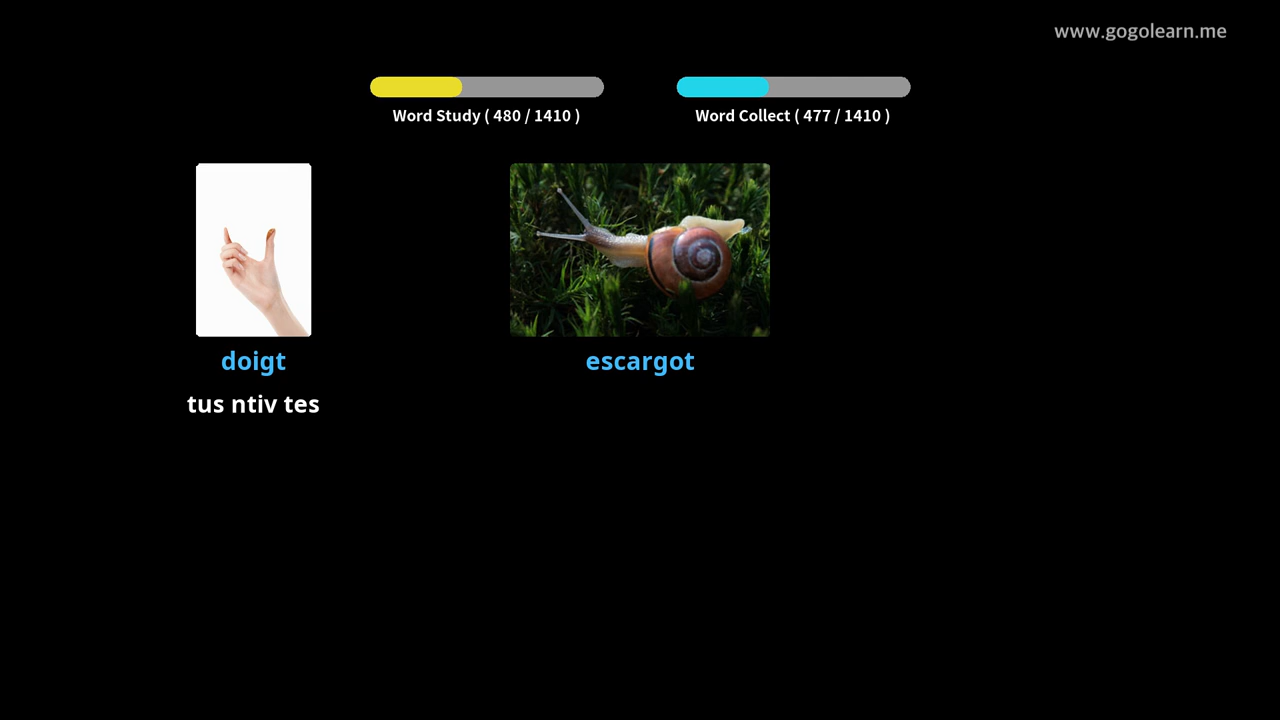 www.gogolearn.me
Word Study ( 480 / 1410 )
Word Collect ( 477 / 1410 )
doigt
escargot
tus ntiv tes